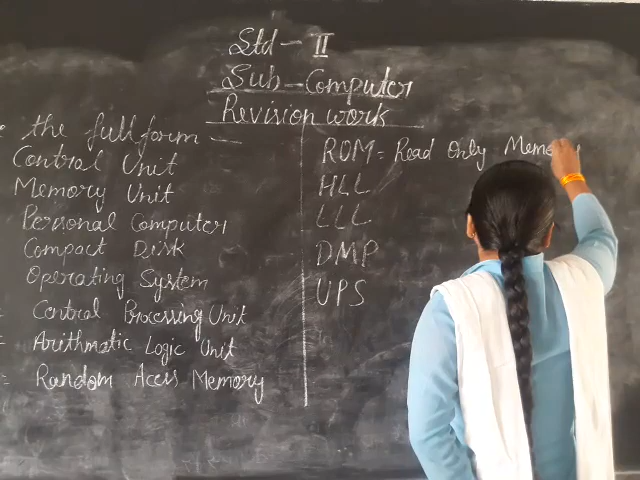 Std - II
Sub - Computer
Revision work
the full form -
Control Unit
Memory Unit
Personal Computer
Compact Disk
Operating System
= Central Processing Unit
= Arithmatic Logic Unit
= Random Acess Memory
ROM = Read Only Memo
HLL
LLL
DMP
UPS